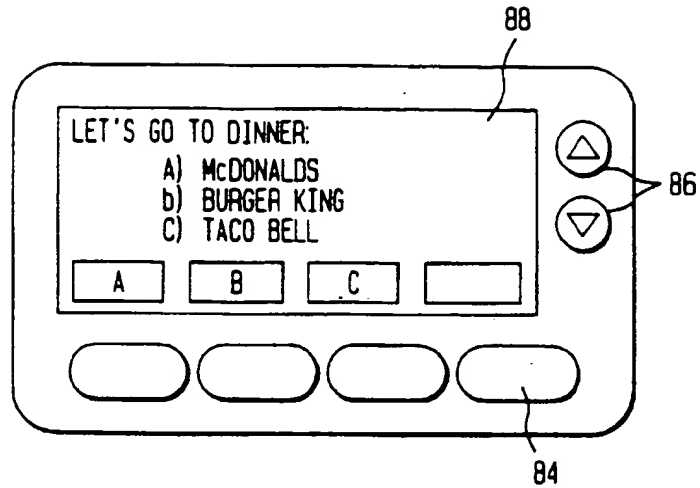 88
LET'S GO TO DINNER:
A) McDONALDS
b) BURGER KING
C) TACO BELL
86
A B C
84